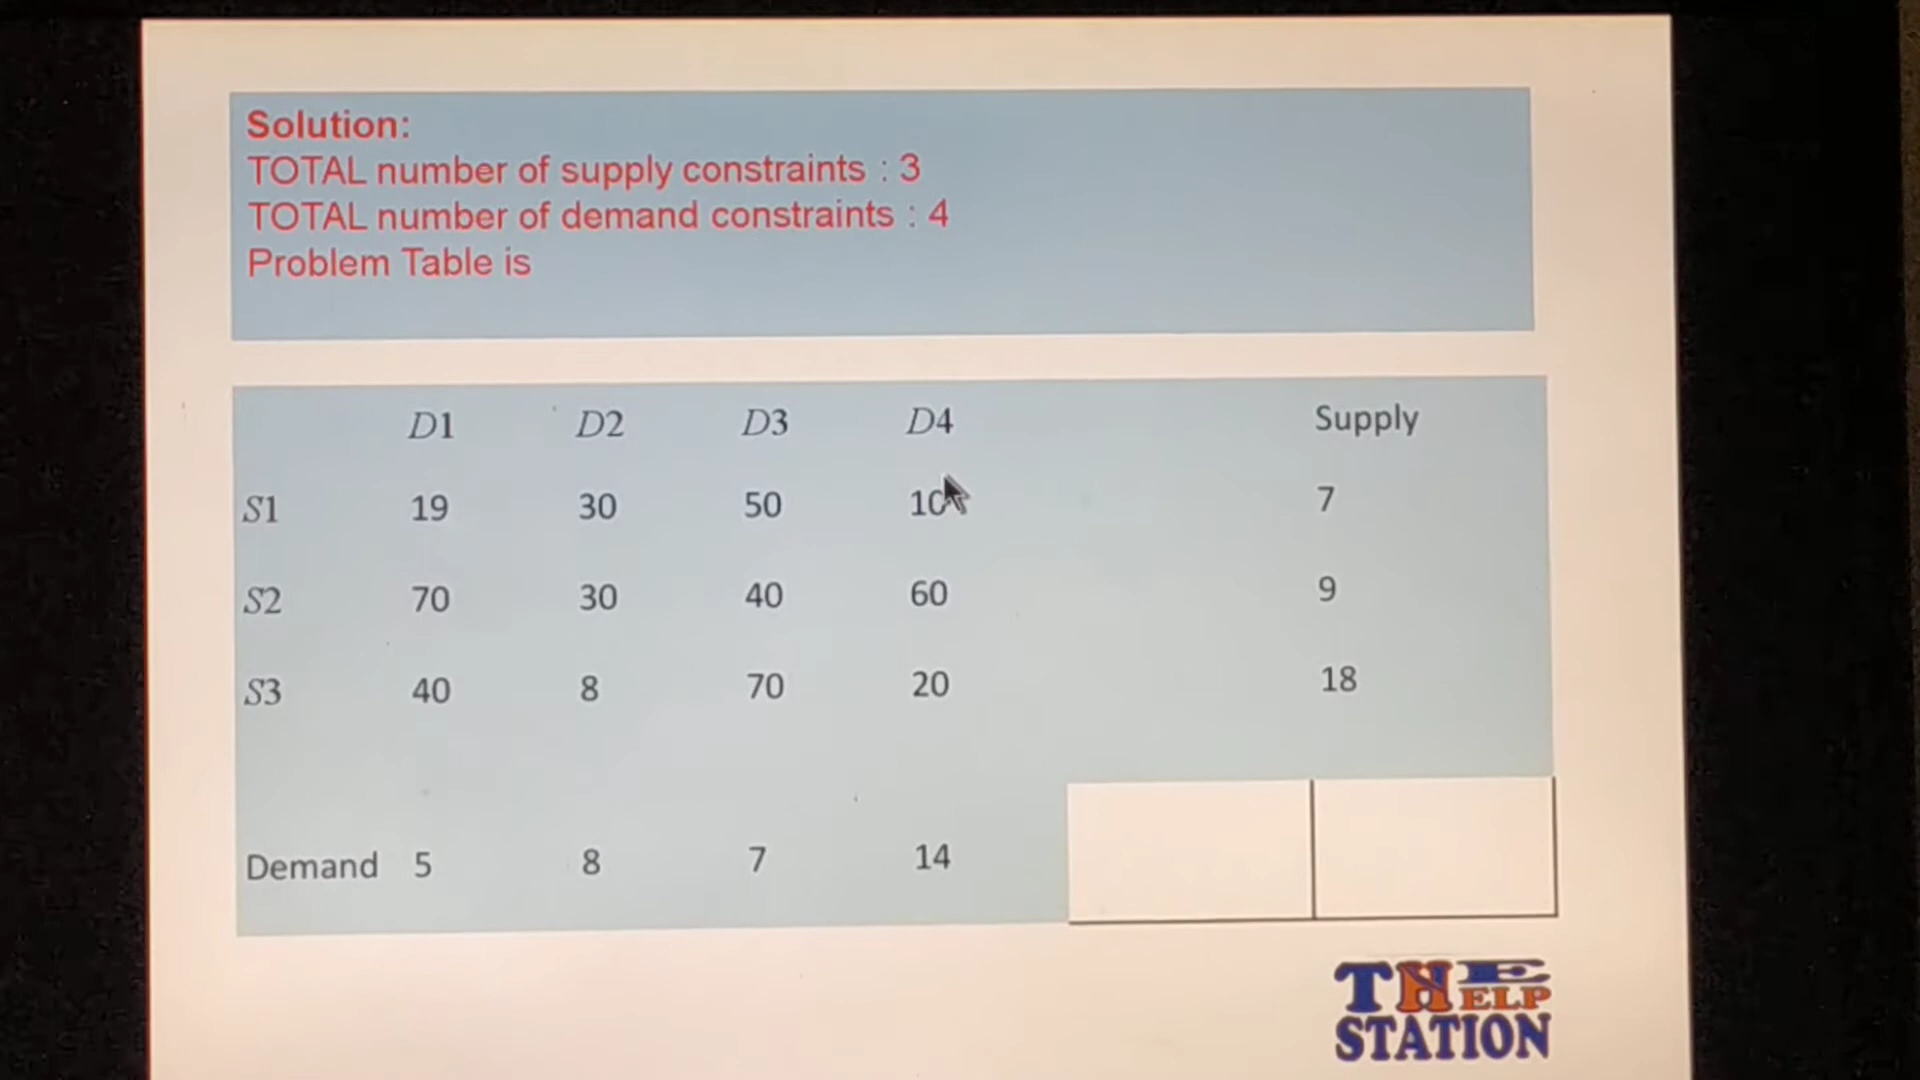 Solution:
TOTAL number of supply constraints : 3
TOTAL number of demand constraints : 4
Problem Table is
D1 D2 D3 D4 Supply
S1 19 30 50 10 7
S2 70 30 40 60 9
S3 40 8 70 20 18
Demand 5 8 7 14
THE
HELP
STATION